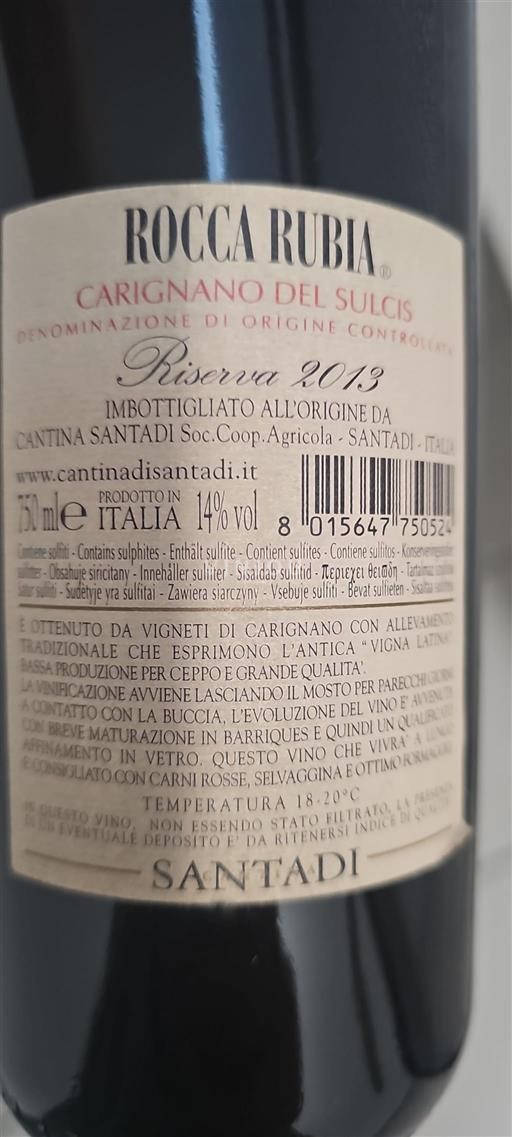 ROCCA RUBIA®
CARIGNANO DEL SULCIS
DENOMINAZIONE DI ORIGINE CONTROLLATA
Riserva 2013
IMBOTTIGLIATO ALL'ORIGINE DA
CANTINA SANTADI Soc.Coop.Agricola - SANTADI - ITALIA
www.cantinadisantadi.it
750 ml e PRODOTTO IN ITALIA 14% vol
8 015647 750524
Contiene solfiti - Contains sulphites - Enthält sulfite - Contient sulfites - Contiene sulfitos -
- Obsahuje siricitany - Innehåller sulfiter - Sisaldab sulfitid - Περιεχει θειωδη -
- Sudėtyje yra sulfitai - Zawiera siarczyny - Vsebuje sulfiti - Bevat sulfieten -
E OTTENUTO DA VIGNETI DI CARIGNANO CON ALLEVAMENTO
TRADIZIONALE CHE ESPRIMONO L'ANTICA "VIGNA LATINA"
BASSA PRODUZIONE PER CEPPO E GRANDE QUALITA'.
LA VINIFICAZIONE AVVIENE LASCIANDO IL MOSTO PER PARECCHI GIORNI
A CONTATTO CON LA BUCCIA, L'EVOLUZIONE DEL VINO E' AVVENUTA
CON BREVE MATURAZIONE IN BARRIQUES E QUINDI UN QUALIFICATO
AFFINAMENTO IN VETRO. QUESTO VINO CHE VIVRA' A LUNGO
E' CONSIGLIATO CON CARNI ROSSE, SELVAGGINA E OTTIMO FORMAGGIO
TEMPERATURA 18-20°C
IN QUESTO VINO, NON ESSENDO STATO FILTRATO, LA PRESENZA
DI UN EVENTUALE DEPOSITO E' DA RITENERSI INDICE DI QUALITA'
SANTADI